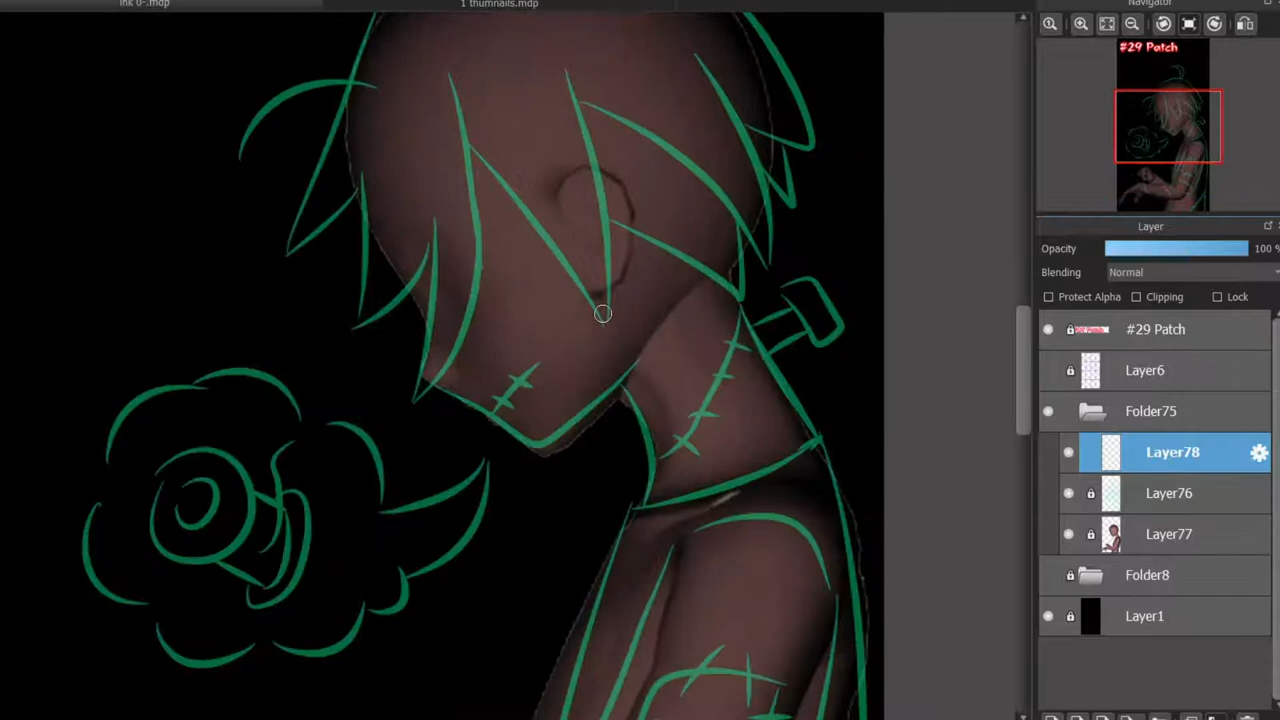 ink 0-.mdp
1 thumnails.mdp
Navigator
#29 Patch
Layer
Opacity
100 %
Blending
Normal
Protect Alpha
Clipping
Lock
#29 Patch
Layer6
Folder75
Layer78
Layer76
Layer77
Folder8
Layer1